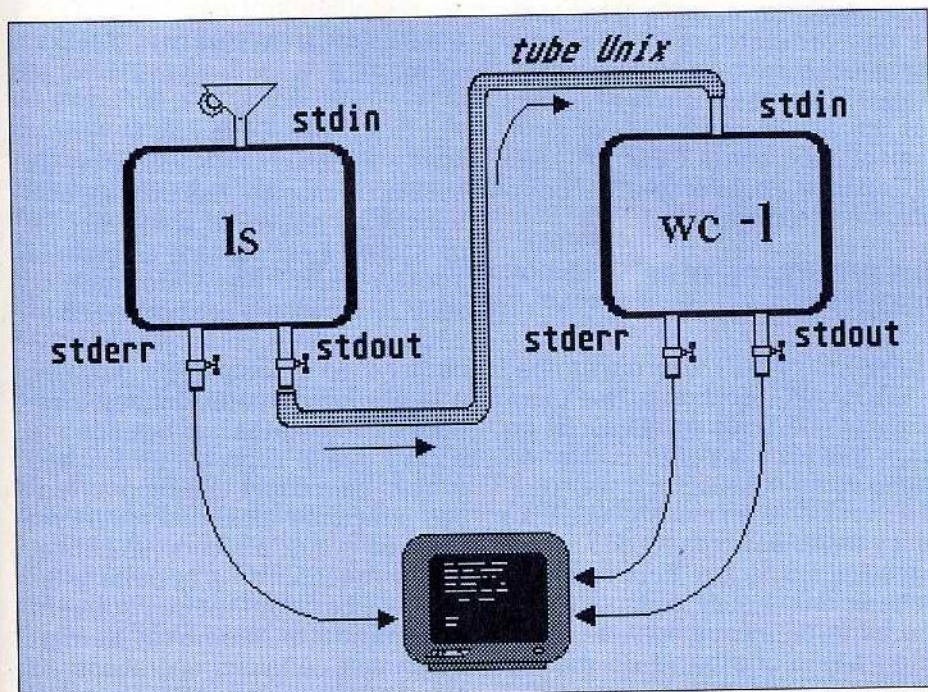 tube Unix
stdin
stdin
ls
wc -l
stderr
stdout
stderr
stdout